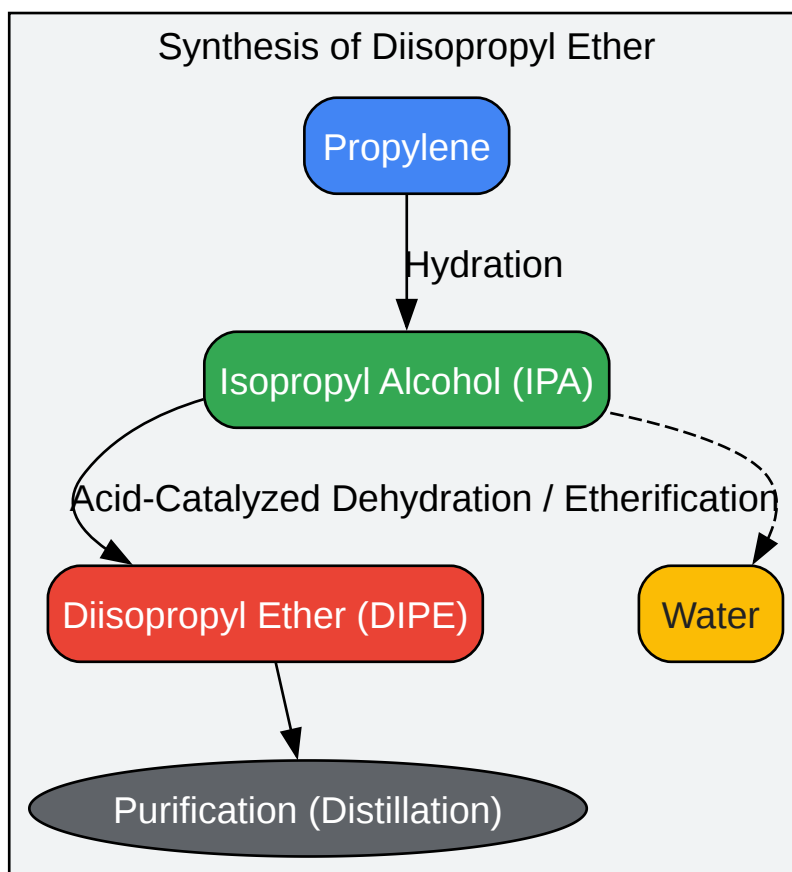 Synthesis of Diisopropyl Ether
Propylene
Hydration
Isopropyl Alcohol (IPA)
Acid-Catalyzed Dehydration / Etherification
Diisopropyl Ether (DIPE)
Water
Purification (Distillation)